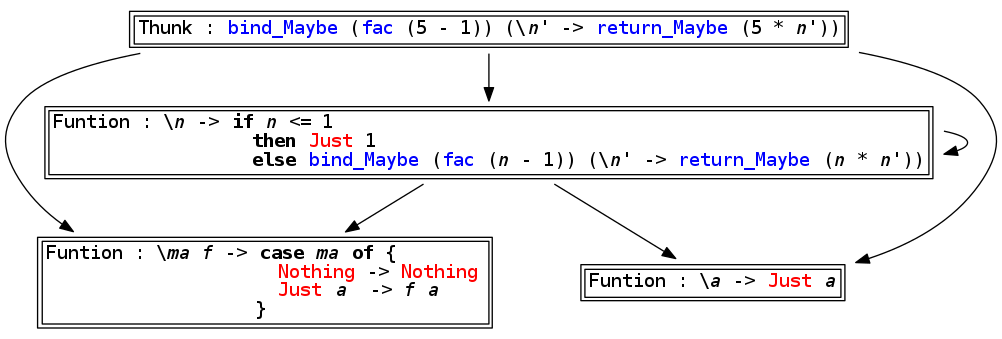 Thunk : bind_Maybe (fac (5 - 1)) (\n' -> return_Maybe (5 * n'))
Funtion : \n -> if n <= 1
then Just 1
else bind_Maybe (fac (n - 1)) (\n' -> return_Maybe (n * n'))
Funtion : \ma f -> case ma of {
Nothing -> Nothing
Just a -> f a
}
Funtion : \a -> Just a